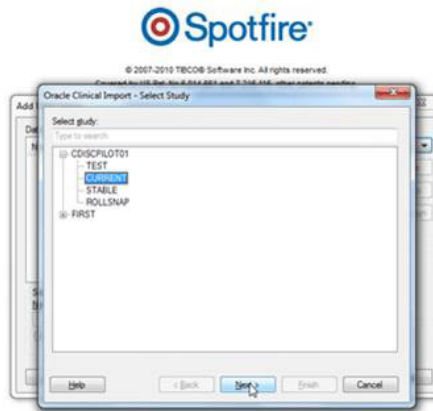 Spotfire
© 2007-2010 TIBCO® Software Inc. All rights reserved.
Oracle Clinical Import - Select Study
Add
Select study:
Type to search
CDISCPILOT01
TEST
CURRENT
STABLE
ROLLSNAP
FIRST
Help
< Back
Next >
Finish
Cancel